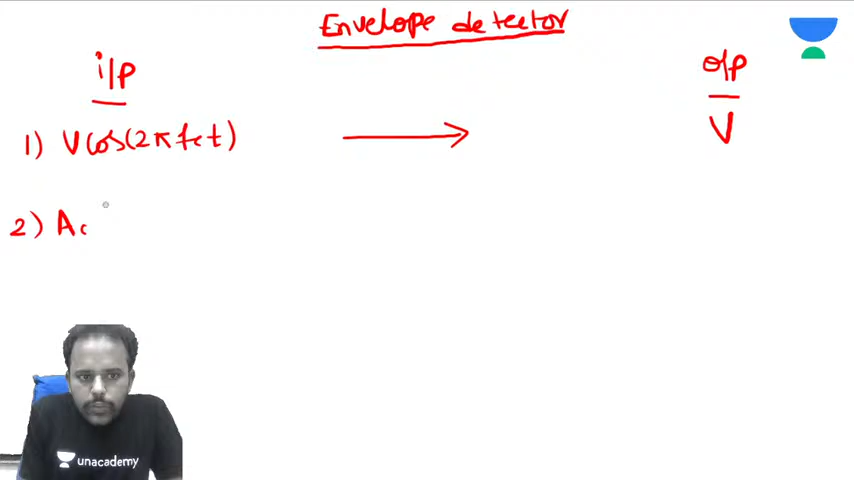 Envelope detector
i/p
o/p
1) V cos(2πfct)
V
2) Ac
unacademy